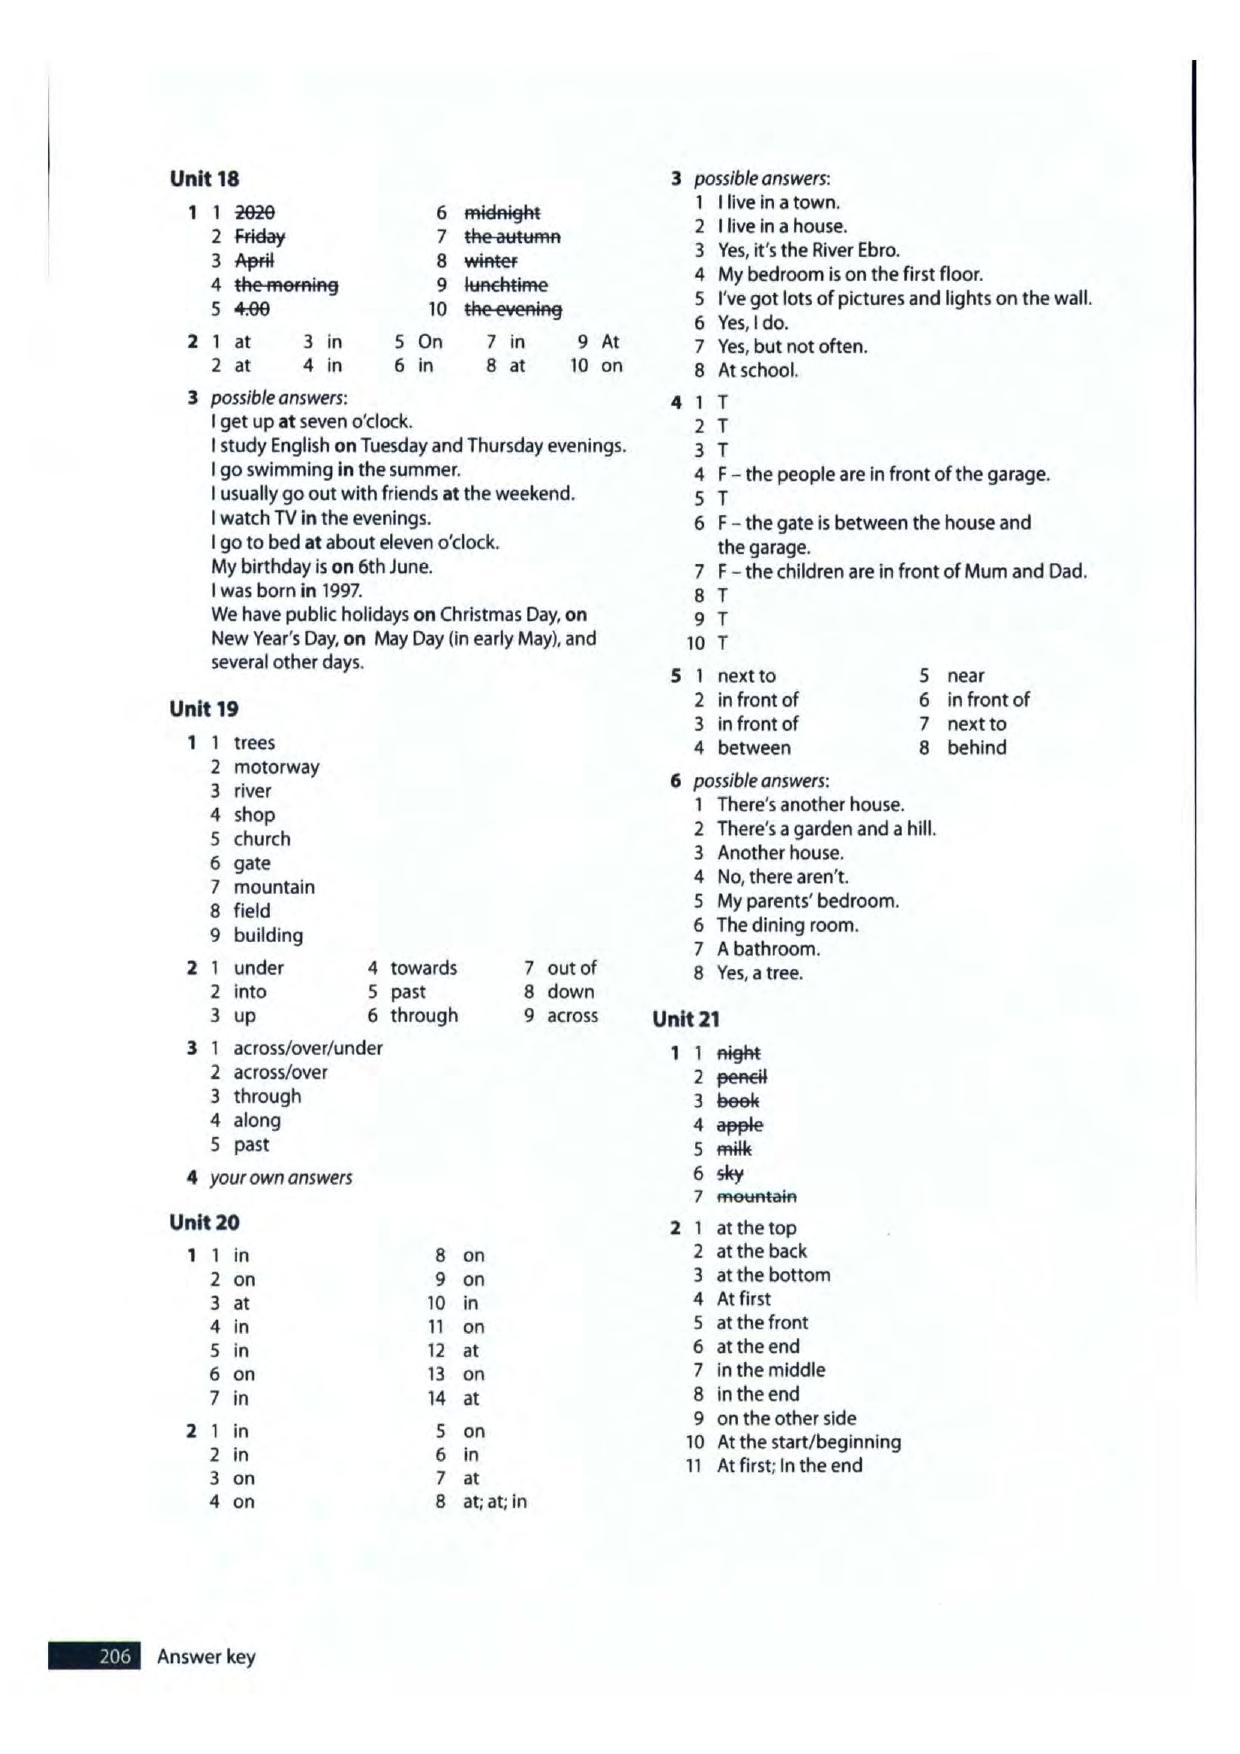 Unit 18
1 1 2020
2 Friday
3 April
4 the morning
5 4.00
6 midnight
7 the autumn
8 winter
9 lunchtime
10 the evening
2 1 at 3 in 5 On 7 in 9 At
2 at 4 in 6 in 8 at 10 on
3 possible answers:
I get up at seven o'clock.
I study English on Tuesday and Thursday evenings.
I go swimming in the summer.
I usually go out with friends at the weekend.
I watch TV in the evenings.
I go to bed at about eleven o'clock.
My birthday is on 6th June.
I was born in 1997.
We have public holidays on Christmas Day, on
New Year's Day, on May Day (in early May), and
several other days.
Unit 19
1 1 trees
2 motorway
3 river
4 shop
5 church
6 gate
7 mountain
8 field
9 building
2 1 under 4 towards 7 out of
2 into 5 past 8 down
3 up 6 through 9 across
3 1 across/over/under
2 across/over
3 through
4 along
5 past
4 your own answers
Unit 20
1 1 in
2 on
3 at
4 in
5 in
6 on
7 in
8 on
9 on
10 in
11 on
12 at
13 on
14 at
2 1 in
2 in
3 on
4 on
5 on
6 in
7 at
8 at; at; in
3 possible answers:
1 I live in a town.
2 I live in a house.
3 Yes, it's the River Ebro.
4 My bedroom is on the first floor.
5 I've got lots of pictures and lights on the wall.
6 Yes, I do.
7 Yes, but not often.
8 At school.
4 1 T
2 T
3 T
4 F – the people are in front of the garage.
5 T
6 F – the gate is between the house and
the garage.
7 F – the children are in front of Mum and Dad.
8 T
9 T
10 T
5 1 next to
2 in front of
3 in front of
4 between
5 near
6 in front of
7 next to
8 behind
6 possible answers:
1 There's another house.
2 There's a garden and a hill.
3 Another house.
4 No, there aren't.
5 My parents' bedroom.
6 The dining room.
7 A bathroom.
8 Yes, a tree.
Unit 21
1 1 night
2 pencil
3 book
4 apple
5 milk
6 sky
7 mountain
2 1 at the top
2 at the back
3 at the bottom
4 At first
5 at the front
6 at the end
7 in the middle
8 in the end
9 on the other side
10 At the start/beginning
11 At first; In the end
206 Answer key